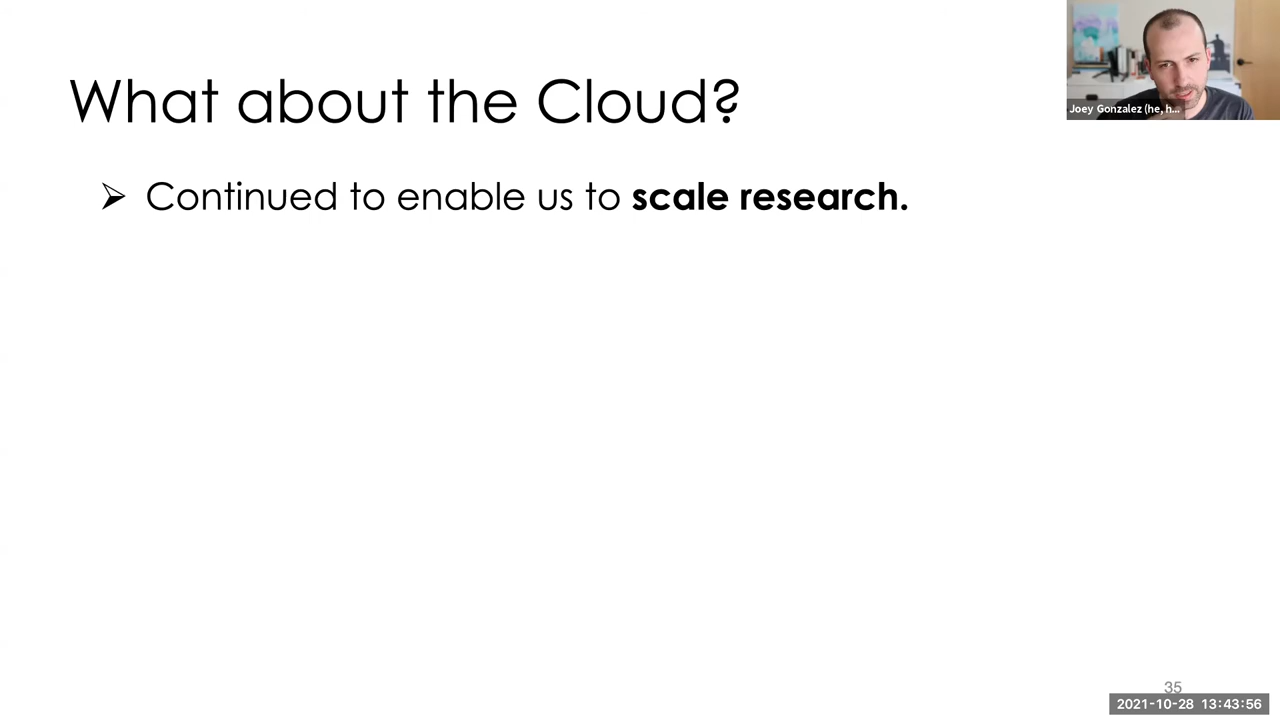 What about the Cloud?
Joey Gonzalez (he, h...
➢ Continued to enable us to scale research.
35
2021-10-28 13:43:56